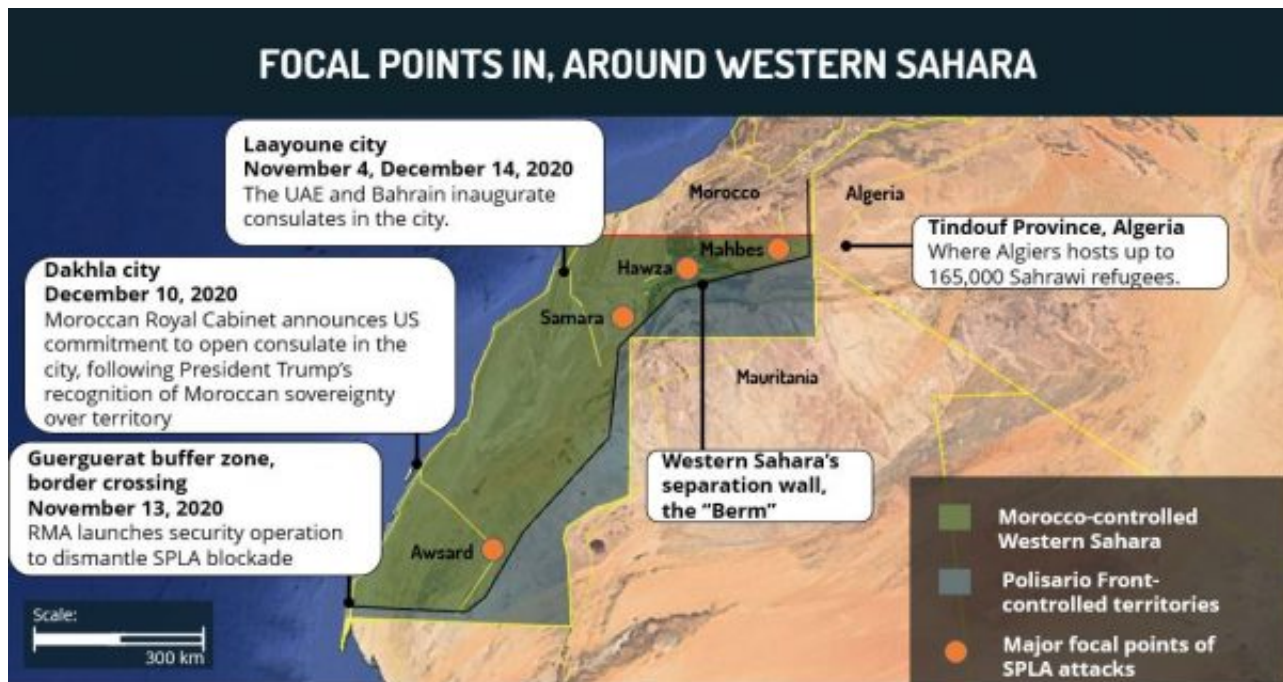 FOCAL POINTS IN, AROUND WESTERN SAHARA
Laayoune city
November 4, December 14, 2020
The UAE and Bahrain inaugurate
consulates in the city.
Dakhla city
December 10, 2020
Moroccan Royal Cabinet announces US
commitment to open consulate in the
city, following President Trump's
recognition of Moroccan sovereignty
over territory
Guerguerat buffer zone,
border crossing
November 13, 2020
RMA launches security operation
to dismantle SPLA blockade
Morocco
Algeria
Mahbes
Hawza
Samara
Mauritania
Awsard
Tindouf Province, Algeria
Where Algiers hosts up to
165,000 Sahrawi refugees.
Western Sahara's
separation wall,
the "Berm"
Scale:
300 km
Morocco-controlled
Western Sahara
Polisario Front-
controlled territories
Major focal points of
SPLA attacks